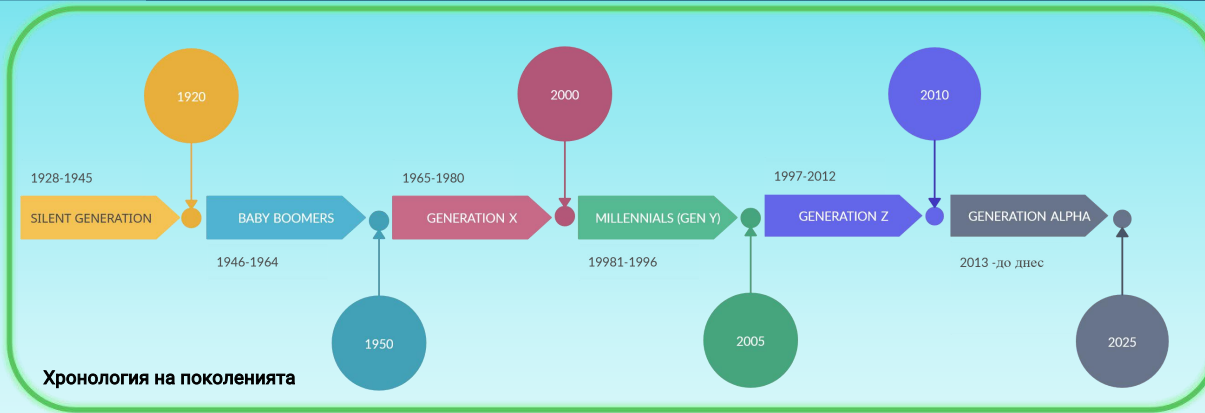 1920
2000
2010
1928-1945
1965-1980
1997-2012
SILENT GENERATION
BABY BOOMERS
GENERATION X
MILLENNIALS (GEN Y)
GENERATION Z
GENERATION ALPHA
1946-1964
19981-1996
2013 -до днес
1950
2005
2025
Хронология на поколенията